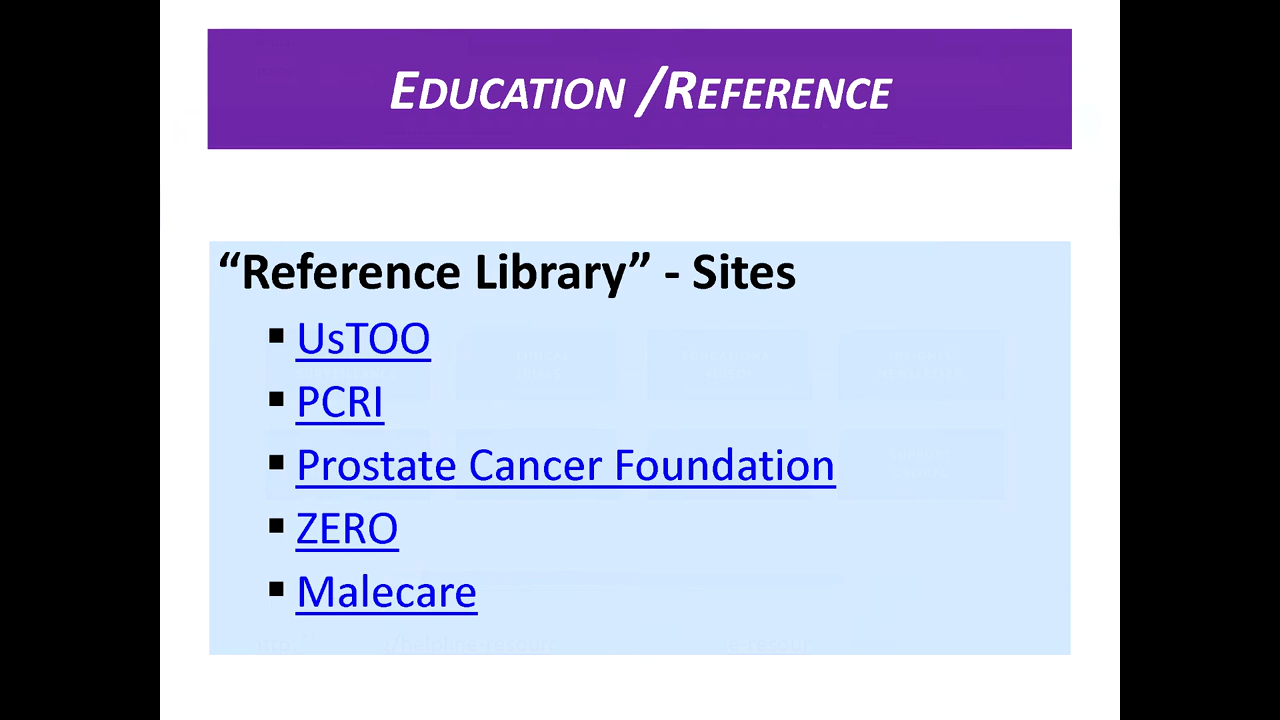 EDUCATION /REFERENCE
“Reference Library” - Sites
▪ UsTOO
▪ PCRI
▪ Prostate Cancer Foundation
▪ ZERO
▪ Malecare